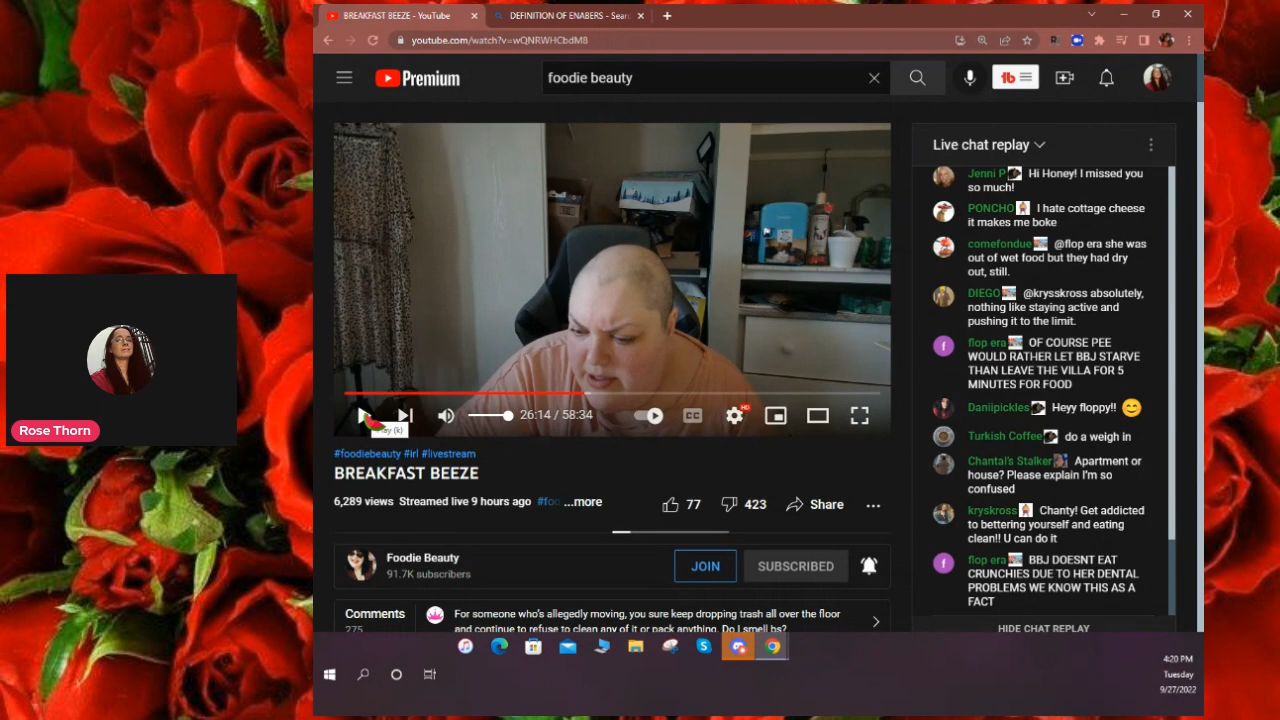 BREAKFAST BEEZE - YouTube
DEFINITION OF ENABERS - Sear
youtube.com/watch?v=wQNRWHCbdM8
Premium
foodie beauty
Live chat replay
Jenni P Hi Honey! I missed you
so much!
PONCHO I hate cottage cheese
it makes me boke
comefondue @flop era she was
out of wet food but they had dry
out, still.
DIEGO @krysskross absolutely,
nothing like staying active and
pushing it to the limit.
flop era OF COURSE PEE
WOULD RATHER LET BBJ STARVE
THAN LEAVE THE VILLA FOR 5
MINUTES FOR FOOD
Daniipickles Heyy floppy!!
Turkish Coffee do a weigh in
Chantal's Stalker Apartment or
house? Please explain I'm so
confused
kryskross Chanty! Get addicted
to bettering yourself and eating
clean!! U can do it
flop era BBJ DOESNT EAT
CRUNCHIES DUE TO HER DENTAL
PROBLEMS WE KNOW THIS AS A
FACT
HIDE CHAT REPLAY
26:14 / 58:34
CC
HD
Play (k)
#foodiebeauty #irl #livestream
BREAKFAST BEEZE
6,289 views Streamed live 9 hours ago #foo ...more
77
423
Share
Foodie Beauty
91.7K subscribers
JOIN
SUBSCRIBED
Comments
275
For someone who's allegedly moving, you sure keep dropping trash all over the floor
and continue to refuse to clean any of it or pack anything. Do I smell bs?
Rose Thorn
4:20 PM
Tuesday
9/27/2022